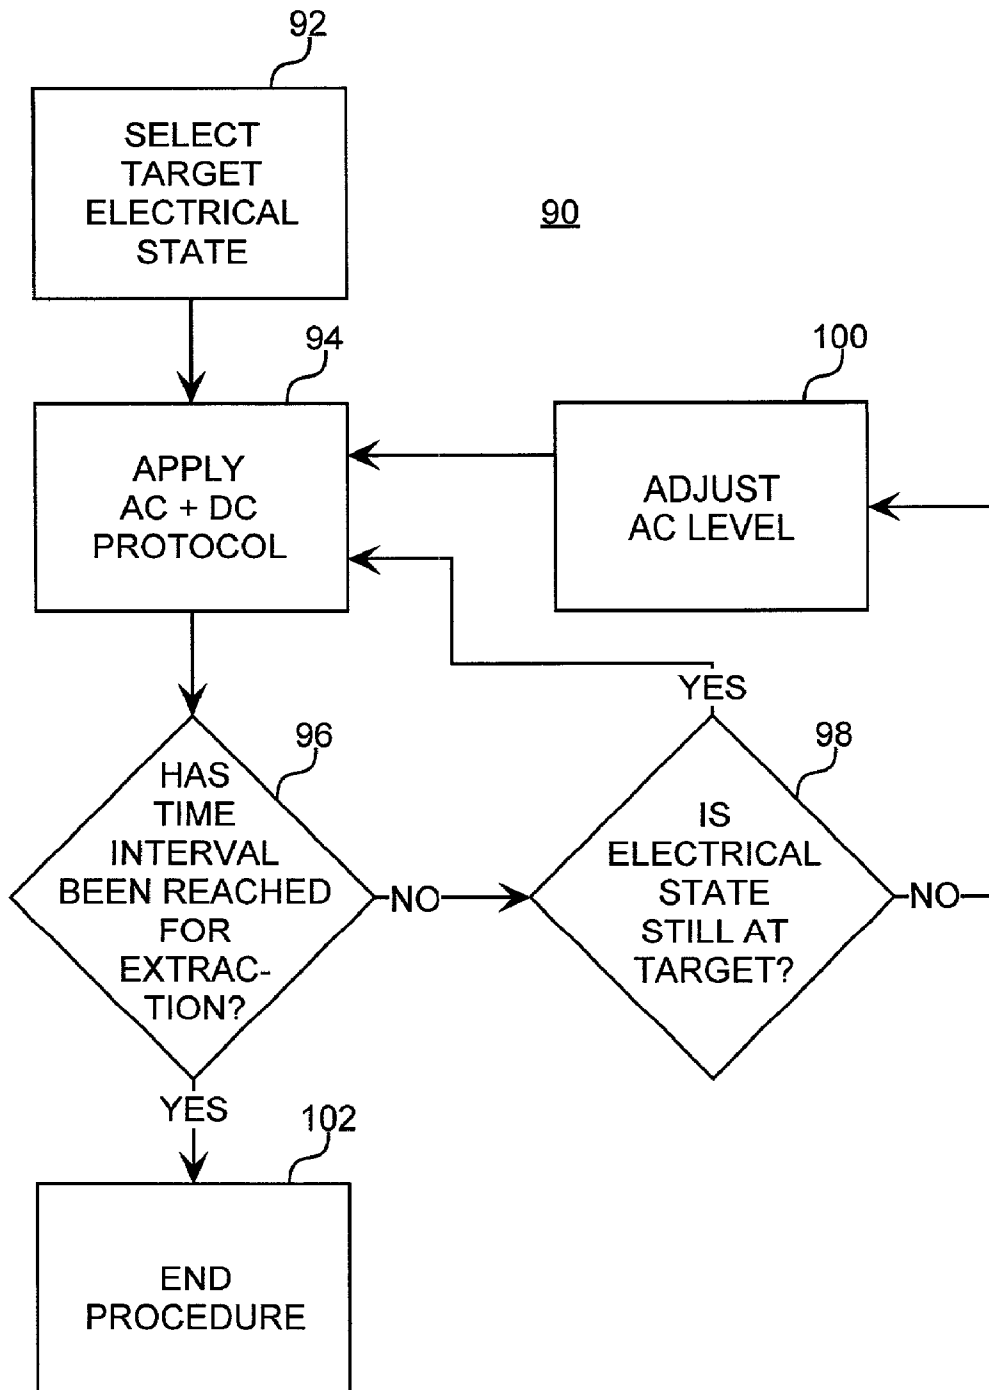 92
SELECT
TARGET
ELECTRICAL
STATE
90
94
APPLY
AC + DC
PROTOCOL
100
ADJUST
AC LEVEL
96
HAS
TIME
INTERVAL
BEEN REACHED
FOR
EXTRAC-
TION?
NO
YES
98
IS
ELECTRICAL
STATE
STILL AT
TARGET?
NO
YES
102
END
PROCEDURE